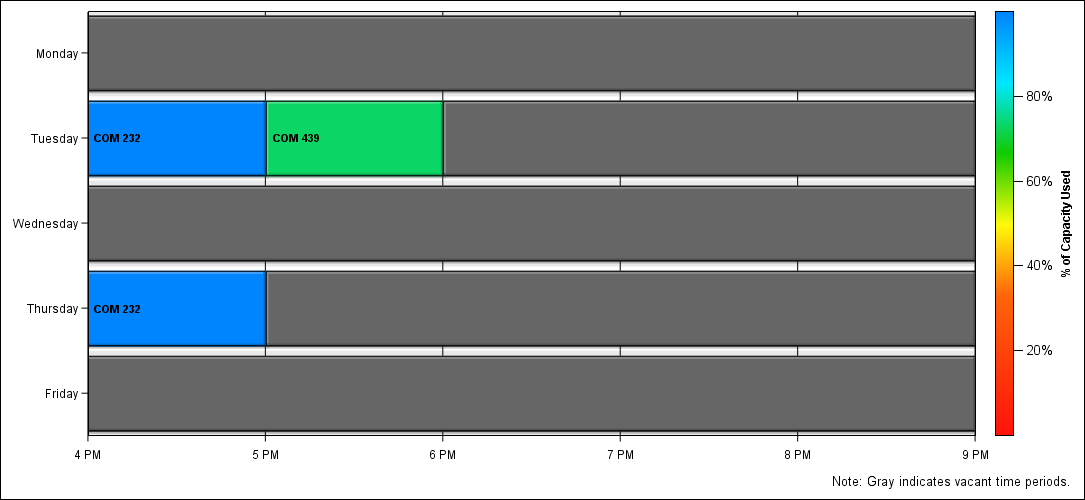 Monday
80%
Tuesday
COM 232
COM 439
60%
Wednesday
% of Capacity Used
40%
Thursday
COM 232
20%
Friday
4 PM
5 PM
6 PM
7 PM
8 PM
9 PM
Note: Gray indicates vacant time periods.